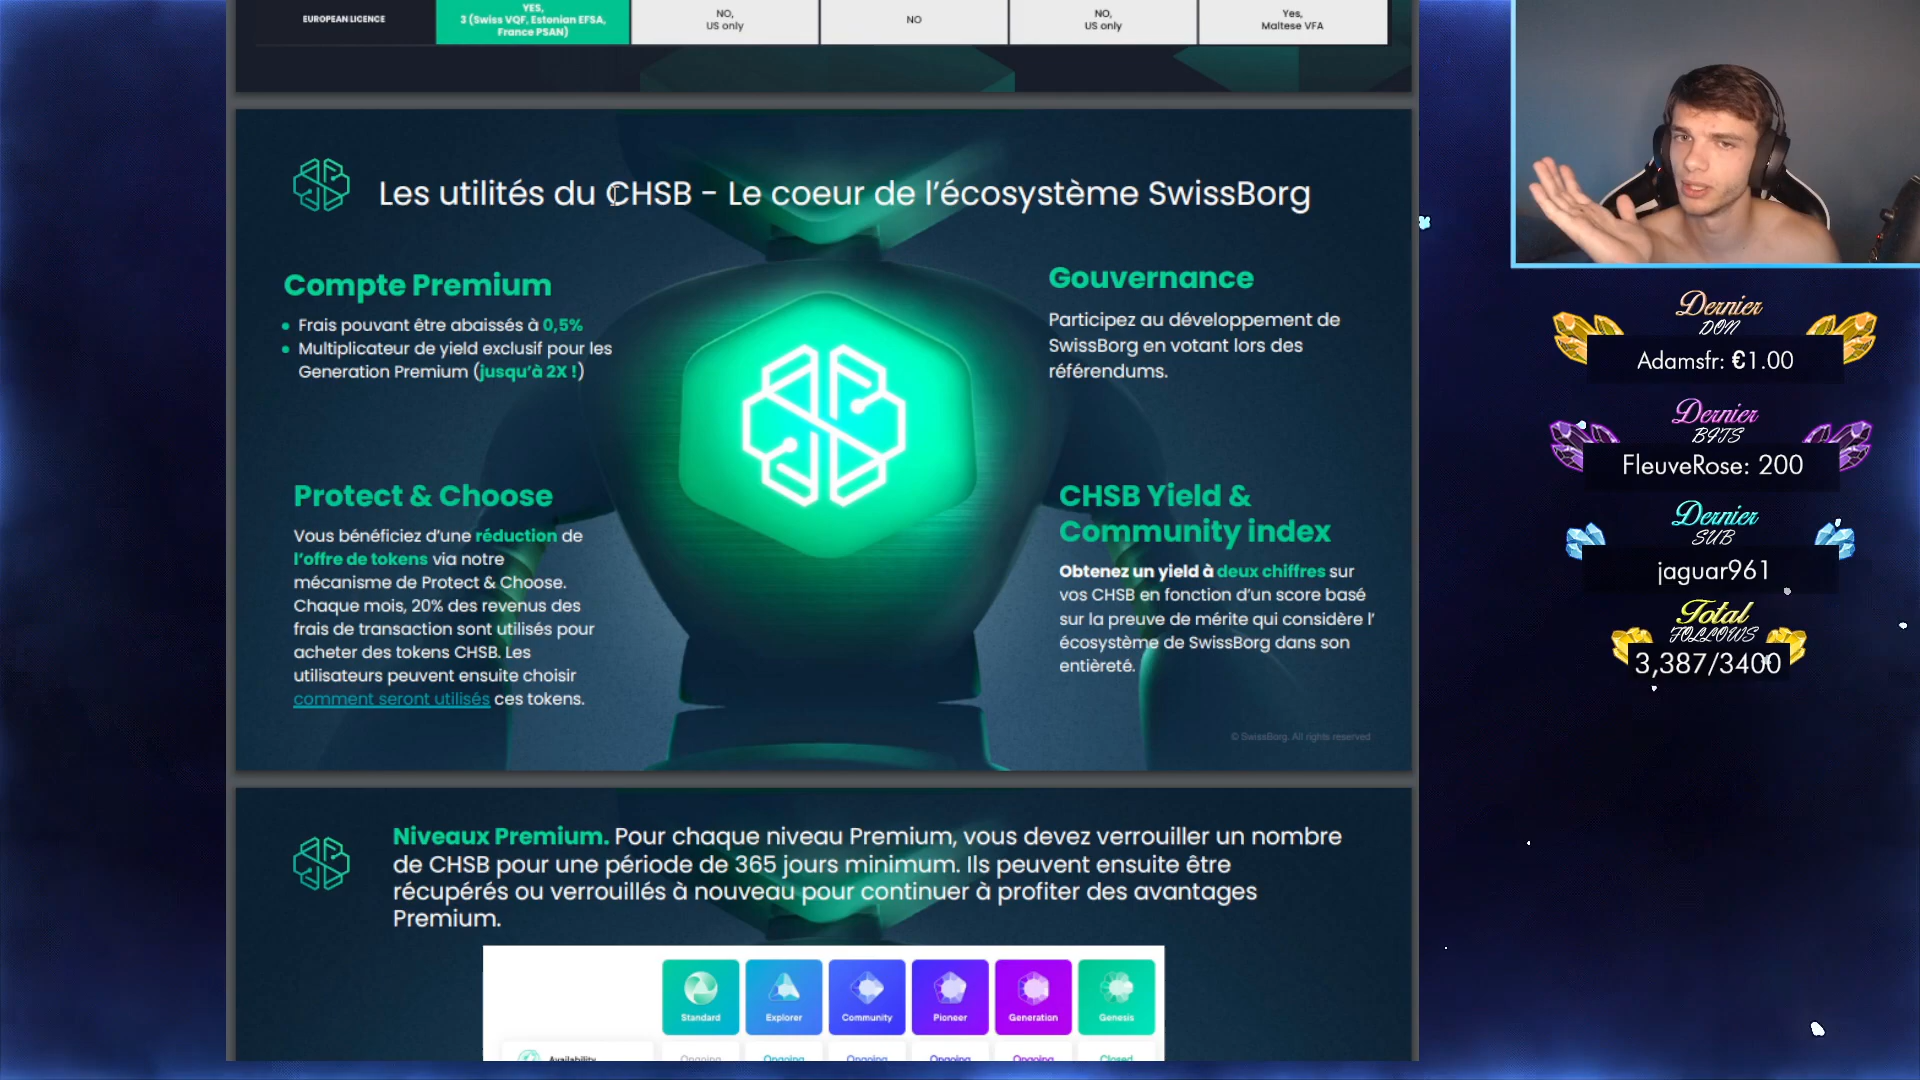 EUROPEAN LICENCE
YES,
3 (Swiss VQF, Estonian EFSA,
France PSAN)
NO,
US only
NO
NO,
US only
Yes,
Maltese VFA
Les utilités du CHSB - Le coeur de l'écosystème SwissBorg
Compte Premium
Frais pouvant être abaissés à 0,5%
Multiplicateur de yield exclusif pour les
Generation Premium (jusqu'à 2X !)
Gouvernance
Participez au développement de
SwissBorg en votant lors des
référendums.
Protect & Choose
Vous bénéficiez d'une réduction de
l'offre de tokens via notre
mécanisme de Protect & Choose.
Chaque mois, 20% des revenus des
frais de transaction sont utilisés pour
acheter des tokens CHSB. Les
utilisateurs peuvent ensuite choisir
comment seront utilisés ces tokens.
CHSB Yield &
Community index
Obtenez un yield à deux chiffres sur
vos CHSB en fonction d'un score basé
sur la preuve de mérite qui considère l'
écosystème de SwissBorg dans son
entièreté.
© SwissBorg. All rights reserved
Niveaux Premium. Pour chaque niveau Premium, vous devez verrouiller un nombre
de CHSB pour une période de 365 jours minimum. Ils peuvent ensuite être
récupérés ou verrouillés à nouveau pour continuer à profiter des avantages
Premium.
Standard
Explorer
Community
Pioneer
Generation
Genesis
Availability
Ongoing
Ongoing
Ongoing
Ongoing
Ongoing
Closed
Dernier
DON
Adamsfr: €1.00
Dernier
BITS
FleuveRose: 200
Dernier
SUB
jaguar961
Total
FOLLOWS
3,387/3400